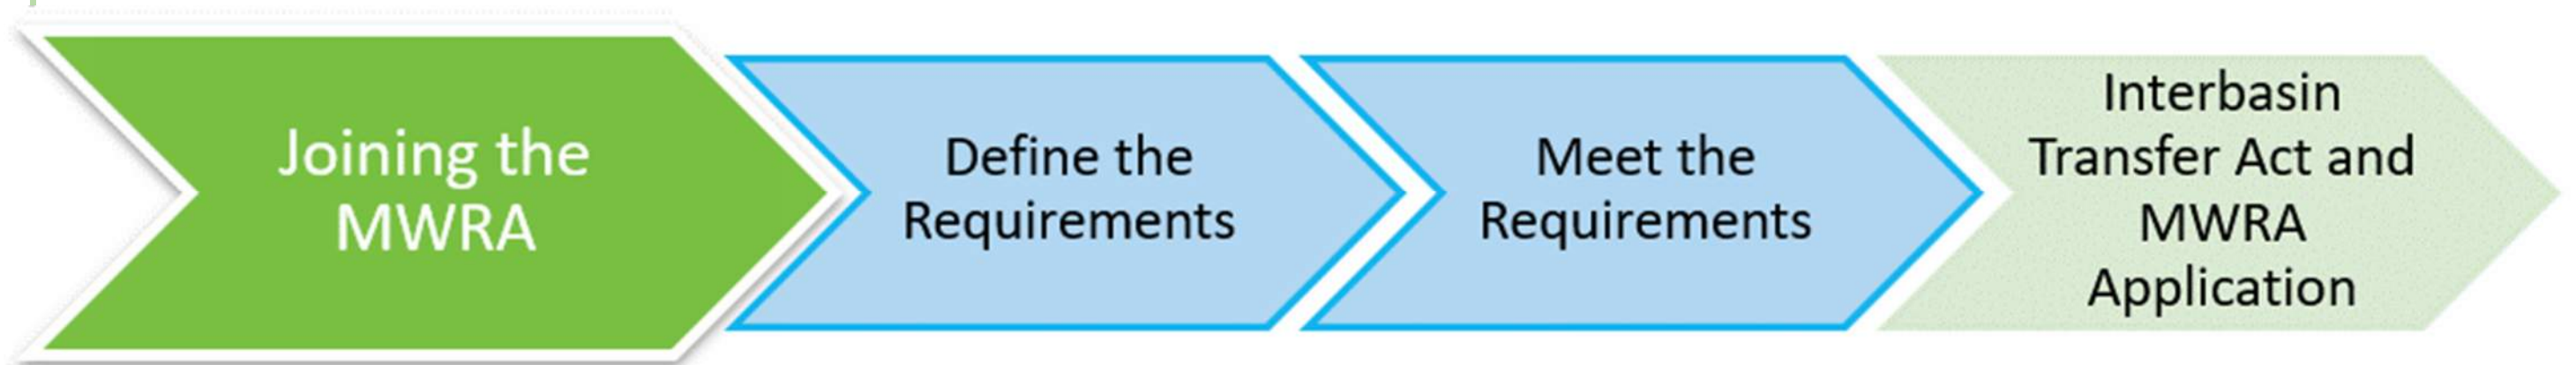 Joining the
MWRA
Define the
Requirements
Meet the
Requirements
Interbasin
Transfer Act and
MWRA
Application